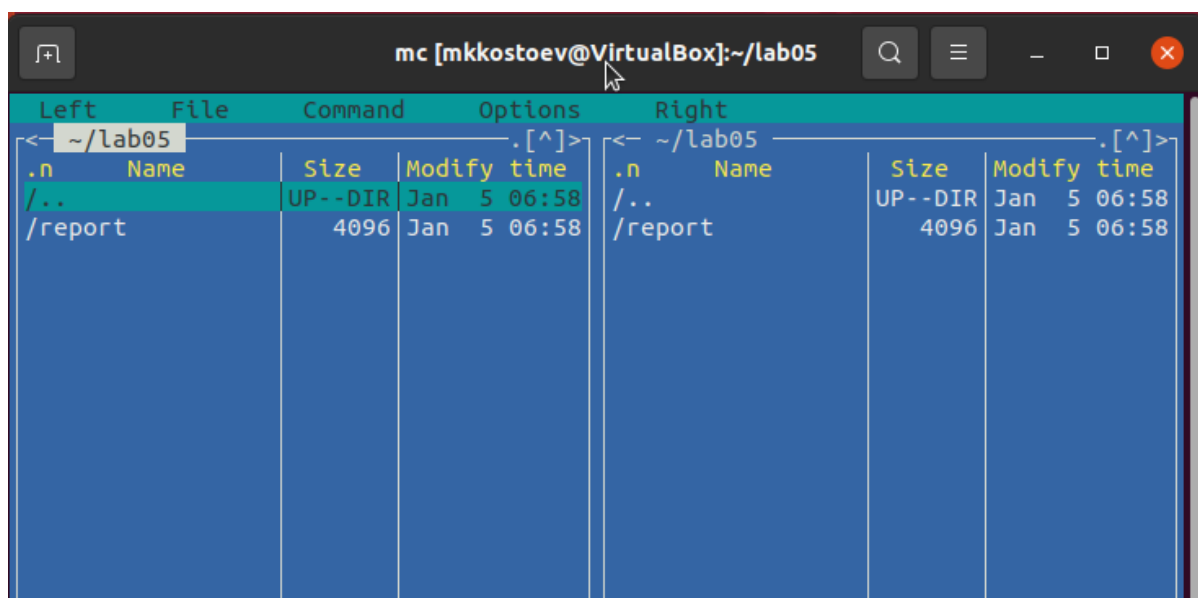 mc [mkkostoev@VirtualBox]:~/lab05
Left File Command Options Right
<─ ~/lab05 ─.[^]> <─ ~/lab05 ─.[^]>
.n Name Size Modify time .n Name Size Modify time
/.. UP--DIR Jan 5 06:58 /.. UP--DIR Jan 5 06:58
/report 4096 Jan 5 06:58 /report 4096 Jan 5 06:58